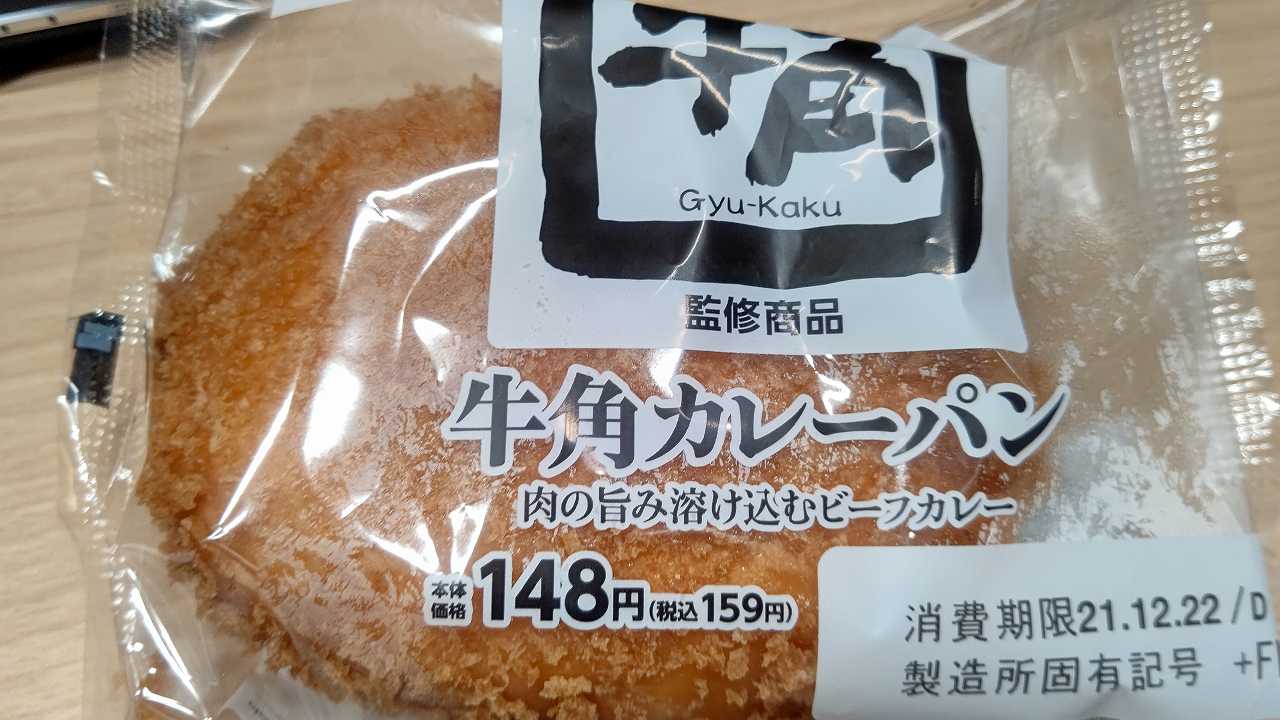 牛角
Gyu-Kaku
監修商品
牛角カレーパン
肉の旨み溶け込むビーフカレー
本体価格 148円(税込159円)
消費期限21.12.22/D
製造所固有記号 +F